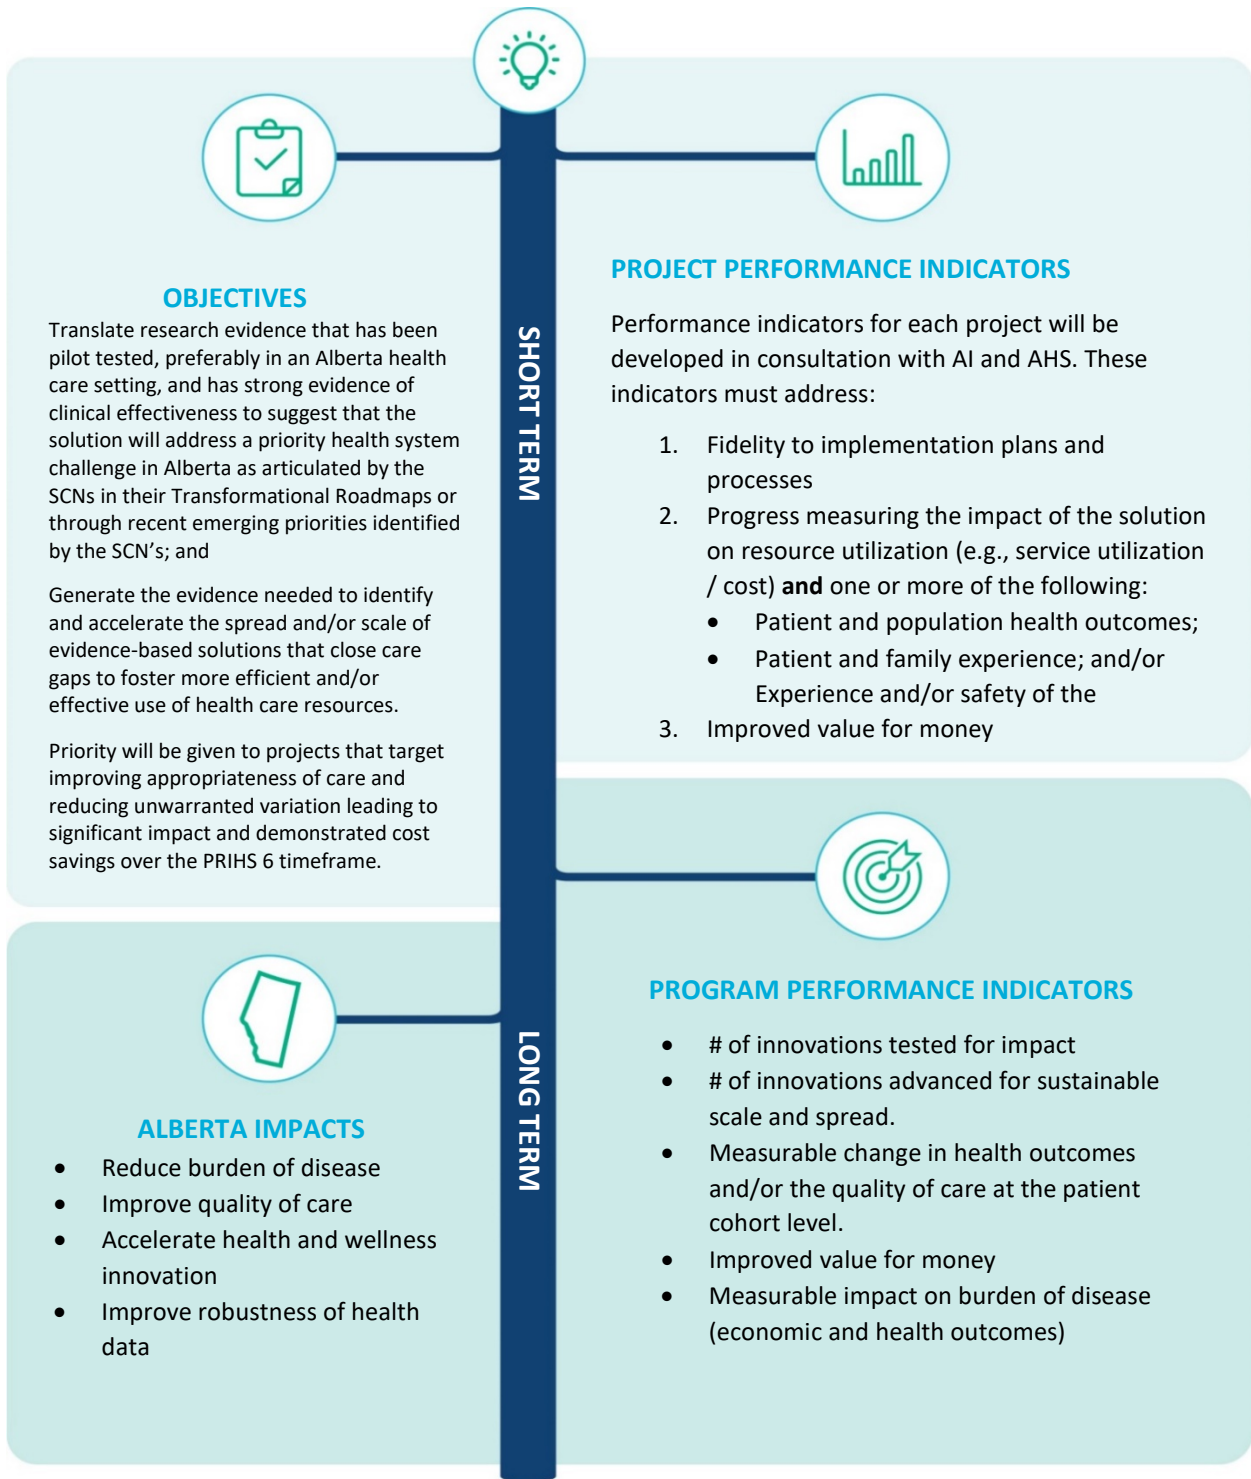 OBJECTIVES
Translate research evidence that has been
pilot tested, preferably in an Alberta health
care setting, and has strong evidence of
clinical effectiveness to suggest that the
solution will address a priority health system
challenge in Alberta as articulated by the
SCNs in their Transformational Roadmaps or
through recent emerging priorities identified
by the SCN's; and
Generate the evidence needed to identify
and accelerate the spread and/or scale of
evidence-based solutions that close care
gaps to foster more efficient and/or
effective use of health care resources.
Priority will be given to projects that target
improving appropriateness of care and
reducing unwarranted variation leading to
significant impact and demonstrated cost
savings over the PRIHS 6 timeframe.
SHORT TERM
PROJECT PERFORMANCE INDICATORS
Performance indicators for each project will be
developed in consultation with AI and AHS. These
indicators must address:
1. Fidelity to implementation plans and
processes
2. Progress measuring the impact of the solution
on resource utilization (e.g., service utilization
/ cost) and one or more of the following:
• Patient and population health outcomes;
• Patient and family experience; and/or
Experience and/or safety of the
3. Improved value for money
ALBERTA IMPACTS
• Reduce burden of disease
• Improve quality of care
• Accelerate health and wellness
innovation
• Improve robustness of health
data
LONG TERM
PROGRAM PERFORMANCE INDICATORS
• # of innovations tested for impact
• # of innovations advanced for sustainable
scale and spread.
• Measurable change in health outcomes
and/or the quality of care at the patient
cohort level.
• Improved value for money
• Measurable impact on burden of disease
(economic and health outcomes)